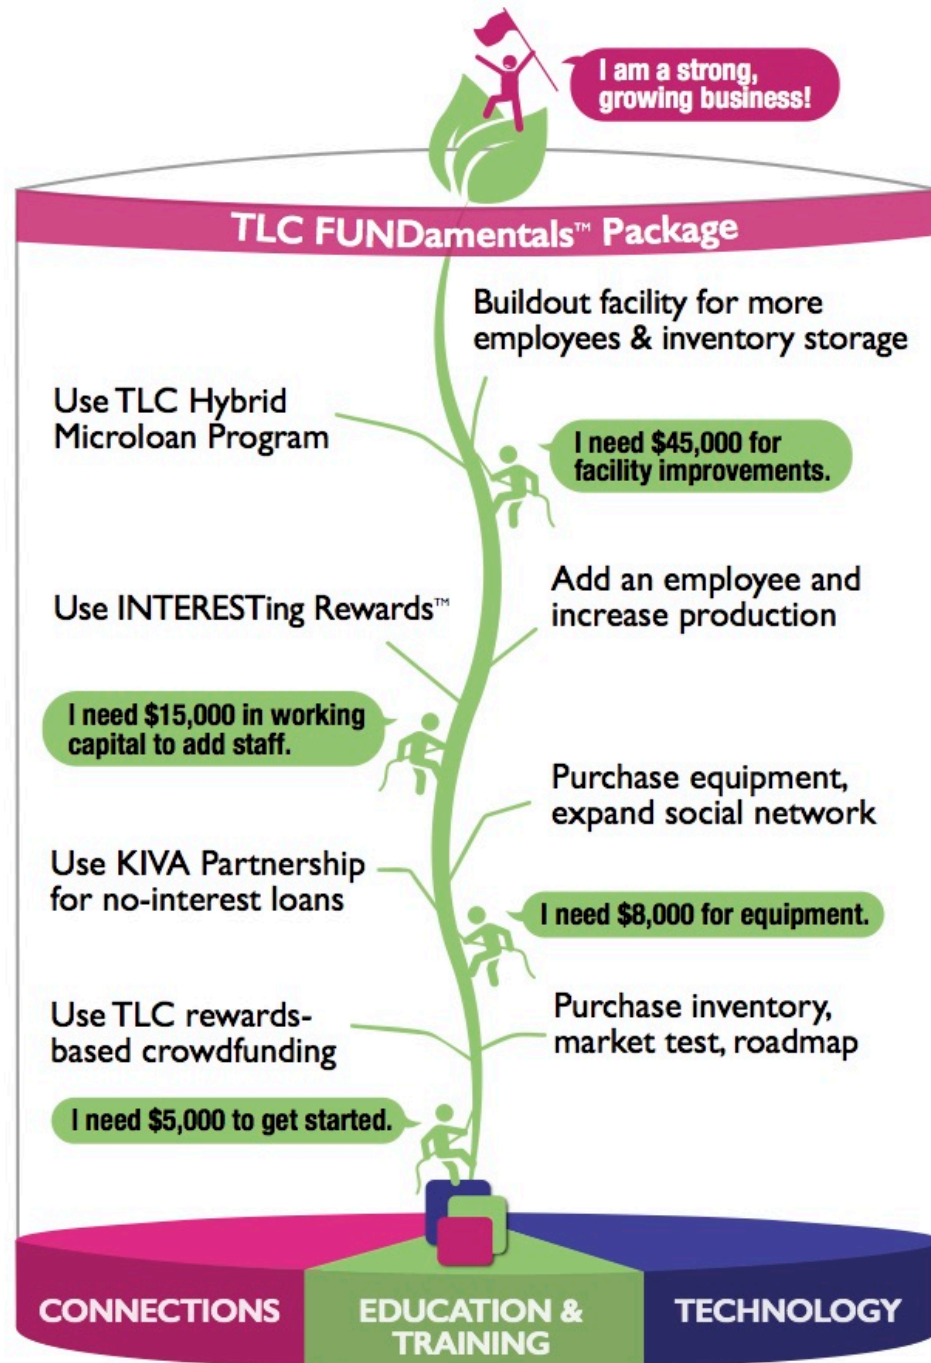 I am a strong,
growing business!
TLC FUNDamentals™ Package
Buildout facility for more
employees & inventory storage
Use TLC Hybrid
Microloan Program
I need $45,000 for
facility improvements.
Add an employee and
increase production
Use INTERESTing Rewards™
I need $15,000 in working
capital to add staff.
Purchase equipment,
expand social network
Use KIVA Partnership
for no-interest loans
I need $8,000 for equipment.
Use TLC rewards-
based crowdfunding
Purchase inventory,
market test, roadmap
I need $5,000 to get started.
CONNECTIONS
EDUCATION &
TRAINING
TECHNOLOGY